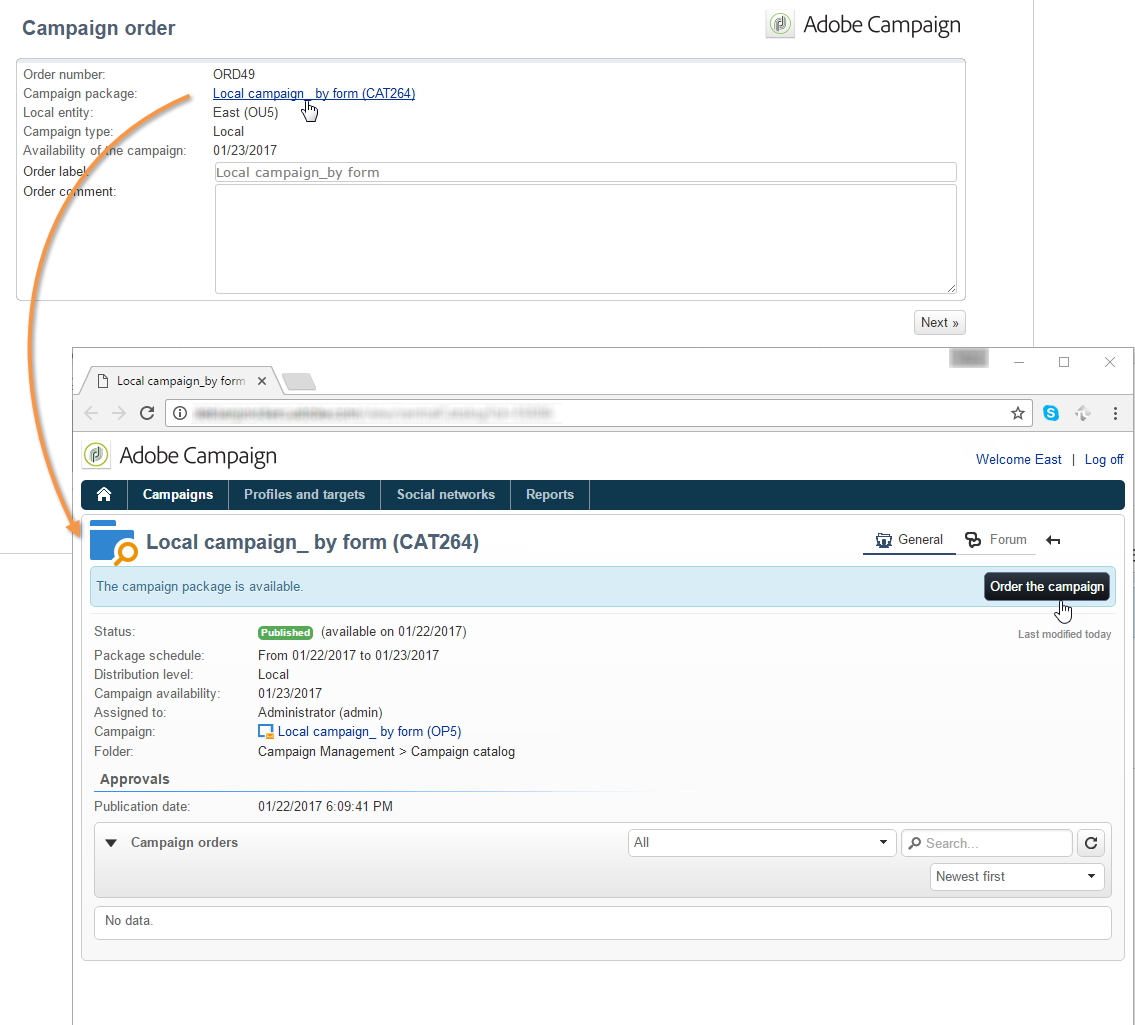 Campaign order
Adobe Campaign
Order number: ORD49
Campaign package: Local campaign_ by form (CAT264)
Local entity: East (OU5)
Campaign type: Local
Availability of the campaign: 01/23/2017
Order label: Local campaign_by form
Order comment:
Next »
Local campaign_by form
Adobe Campaign
Welcome East | Log off
Campaigns Profiles and targets Social networks Reports
Local campaign_ by form (CAT264)
General Forum
The campaign package is available.
Order the campaign
Status: Published (available on 01/22/2017)
Last modified today
Package schedule: From 01/22/2017 to 01/23/2017
Distribution level: Local
Campaign availability: 01/23/2017
Assigned to: Administrator (admin)
Campaign: Local campaign_ by form (OP5)
Folder: Campaign Management > Campaign catalog
Approvals
Publication date: 01/22/2017 6:09:41 PM
Campaign orders All Search...
Newest first
No data.